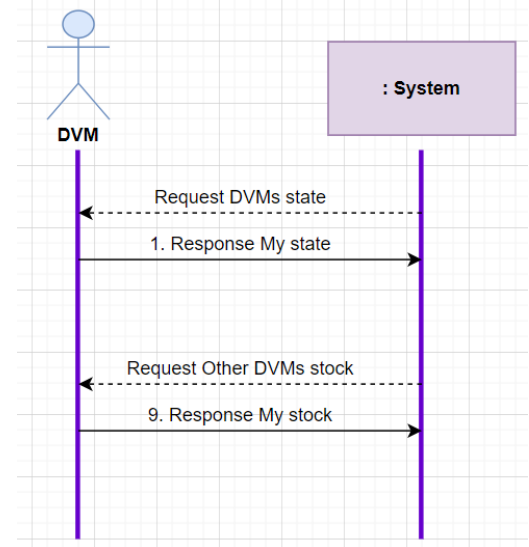 : System
DVM
Request DVMs state
1. Response My state
Request Other DVMs stock
9. Response My stock